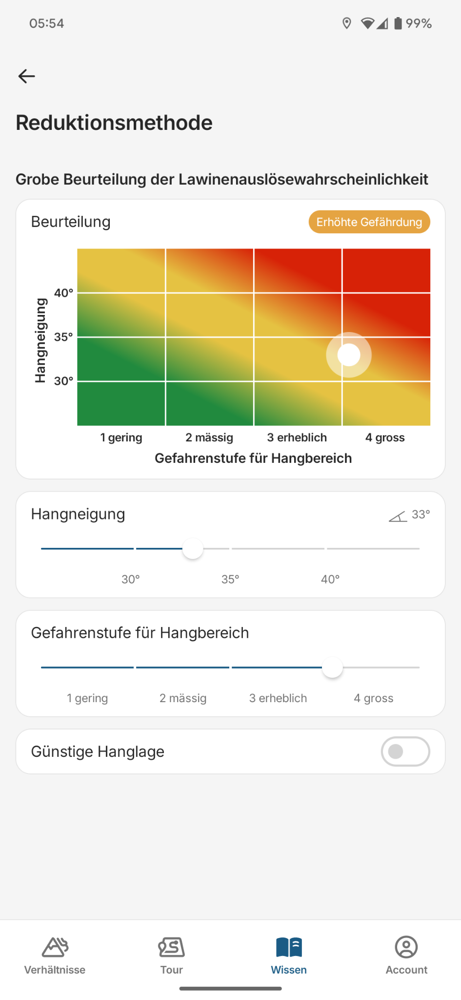 05:54
99%
Reduktionsmethode
Grobe Beurteilung der Lawinenauslösewahrscheinlichkeit
Beurteilung
Erhöhte Gefährdung
Hangneigung
40°
35°
30°
1 gering
2 mässig
3 erheblich
4 gross
Gefahrenstufe für Hangbereich
Hangneigung
33°
30°
35°
40°
Gefahrenstufe für Hangbereich
1 gering
2 mässig
3 erheblich
4 gross
Günstige Hanglage
Verhältnisse
Tour
Wissen
Account